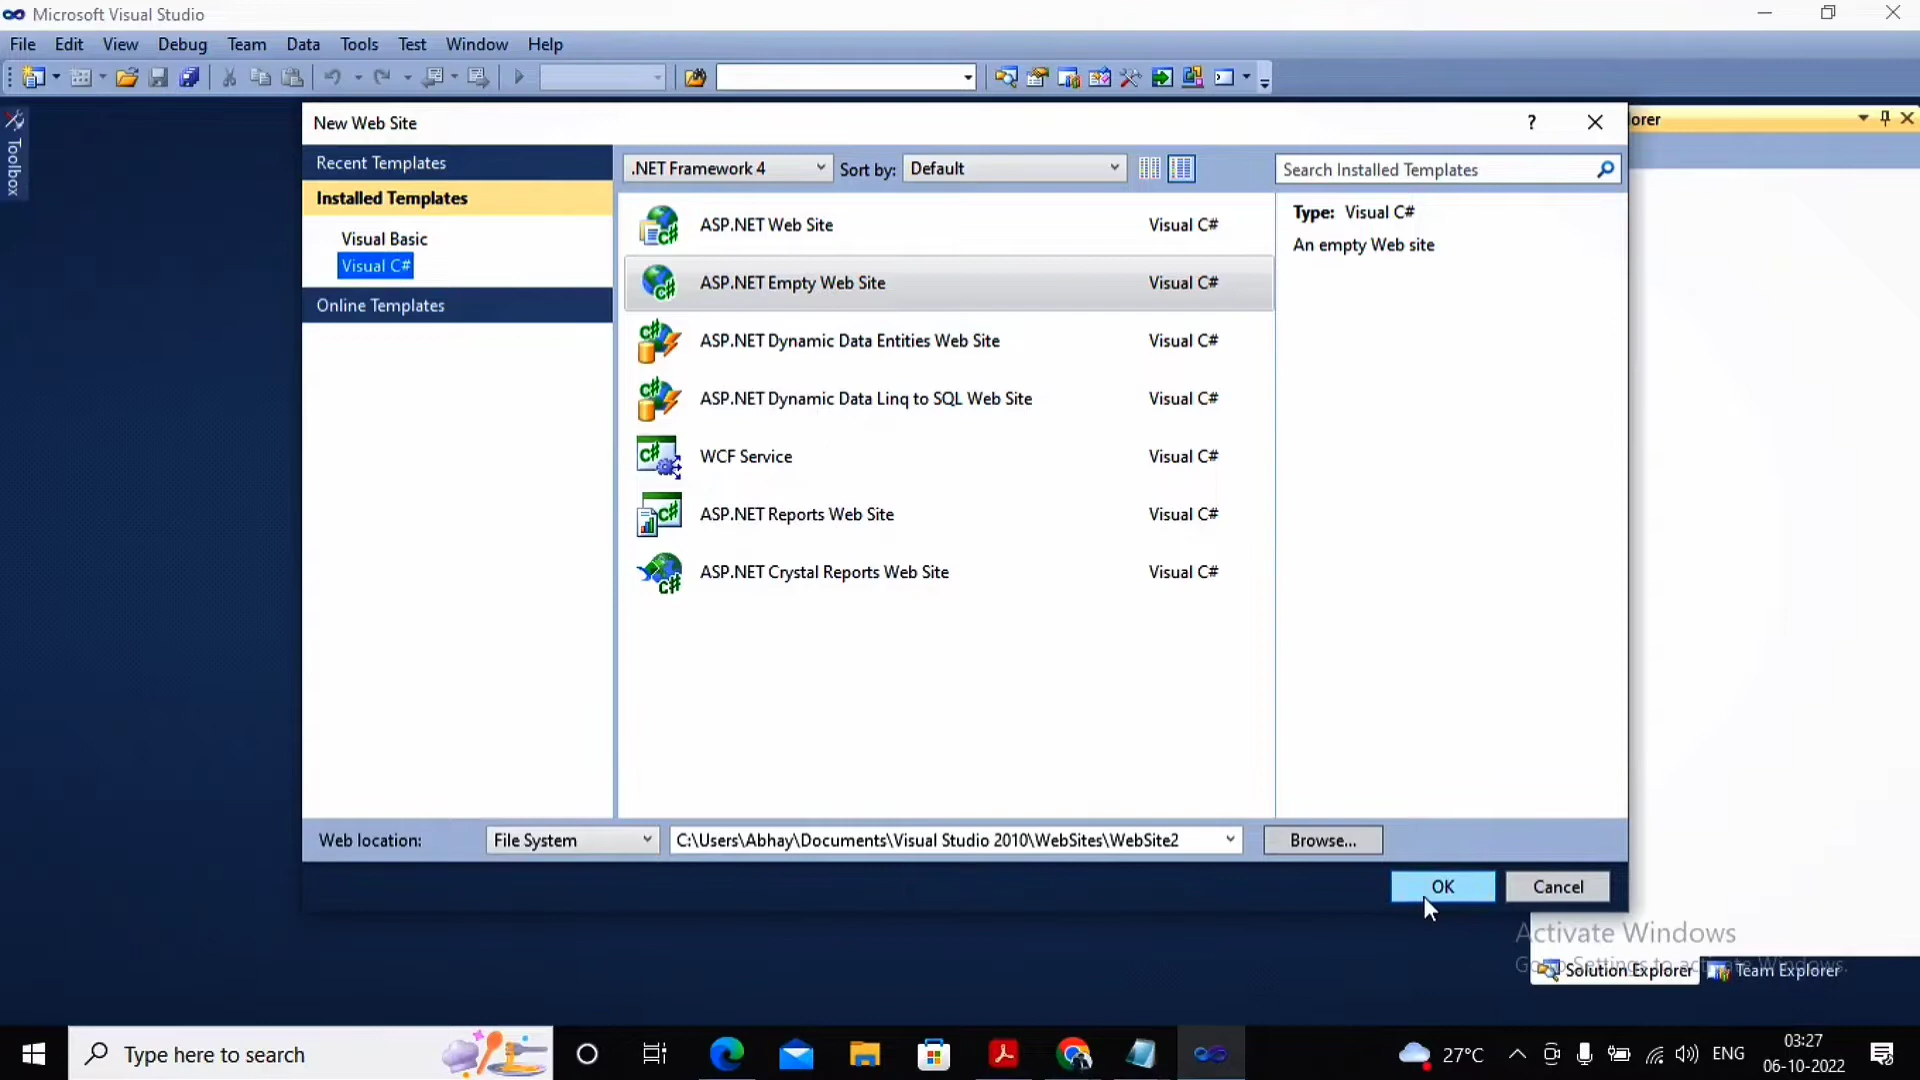 Microsoft Visual Studio
File Edit View Debug Team Data Tools Test Window Help
Toolbox
New Web Site
?
orer
Recent Templates
Installed Templates
Visual Basic
Visual C#
Online Templates
.NET Framework 4
Sort by: Default
Search Installed Templates
ASP.NET Web Site Visual C#
ASP.NET Empty Web Site Visual C#
ASP.NET Dynamic Data Entities Web Site Visual C#
ASP.NET Dynamic Data Linq to SQL Web Site Visual C#
WCF Service Visual C#
ASP.NET Reports Web Site Visual C#
ASP.NET Crystal Reports Web Site Visual C#
Type: Visual C#
An empty Web site
Web location: File System C:\Users\Abhay\Documents\Visual Studio 2010\WebSites\WebSite2 Browse...
OK Cancel
Activate Windows
Go to Settings to activate Windows.
Solution Explorer Team Explorer
Type here to search
27°C
ENG
03:27
06-10-2022